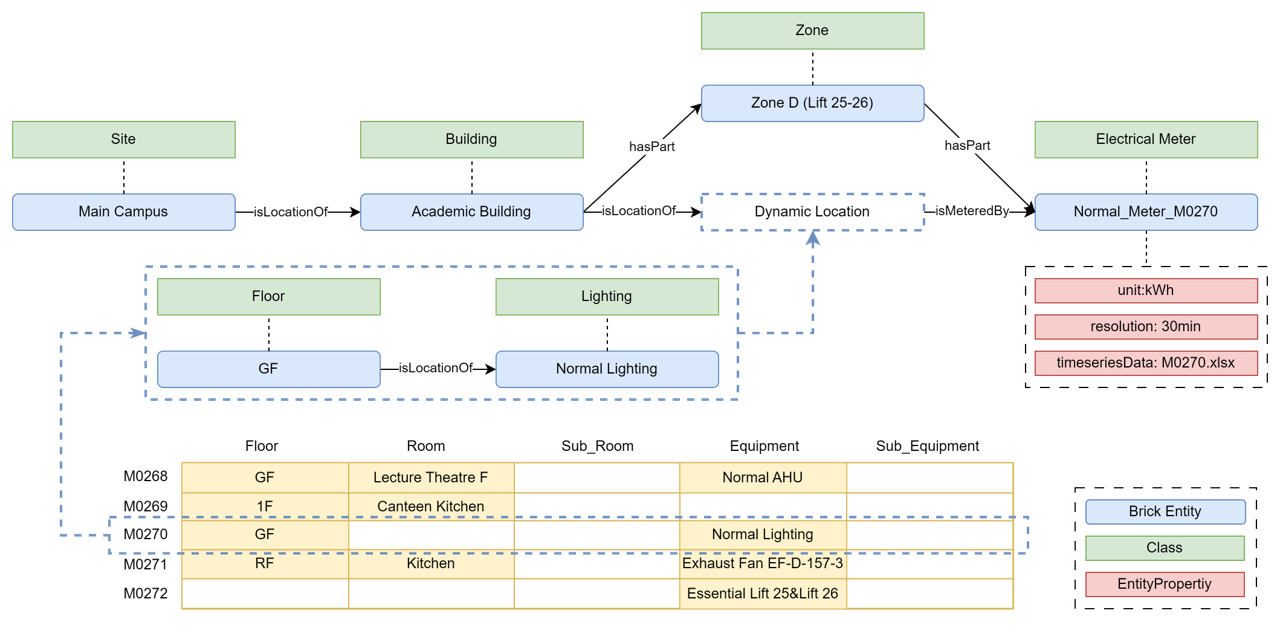 Zone
Zone D (Lift 25-26)
Site
Building
Electrical Meter
hasPart
hasPart
Main Campus
isLocationOf
Academic Building
isLocationOf
Dynamic Location
isMeteredBy
Normal_Meter_M0270
Floor
Lighting
unit:kWh
resolution: 30min
timeseriesData: M0270.xlsx
GF
isLocationOf
Normal Lighting
Floor Room Sub_Room Equipment Sub_Equipment
M0268 GF Lecture Theatre F Normal AHU
M0269 1F Canteen Kitchen
M0270 GF Normal Lighting
M0271 RF Kitchen Exhaust Fan EF-D-157-3
M0272 Essential Lift 25&Lift 26
Brick Entity
Class
EntityPropertiy